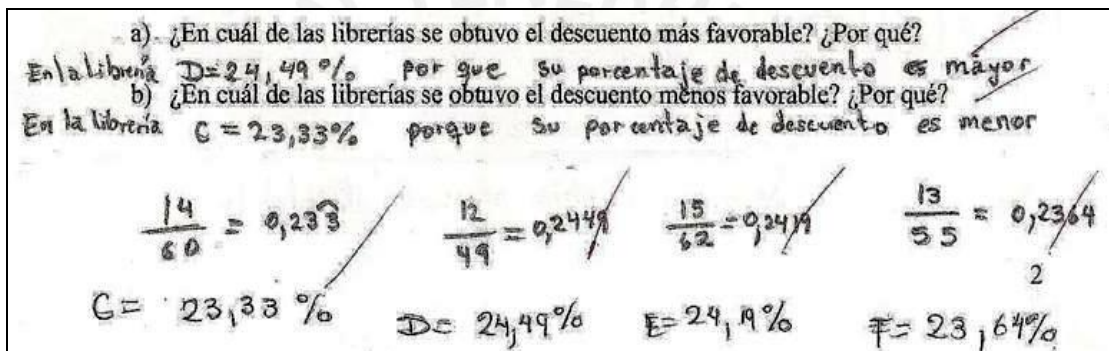 a). ¿En cuál de las librerías se obtuvo el descuento más favorable? ¿Por qué?
En la librería D=24,49 % por que su porcentaje de descuento es mayor
b) ¿En cuál de las librerías se obtuvo el descuento menos favorable? ¿Por qué?
En la librería C = 23,33% porque su porcentaje de descuento es menor
14/60 = 0,233 12/49 = 0,2449 15/62 = 0,2419 13/55 = 0,2364
2
C= 23,33 % D= 24,49% E= 24,19% F= 23,64%